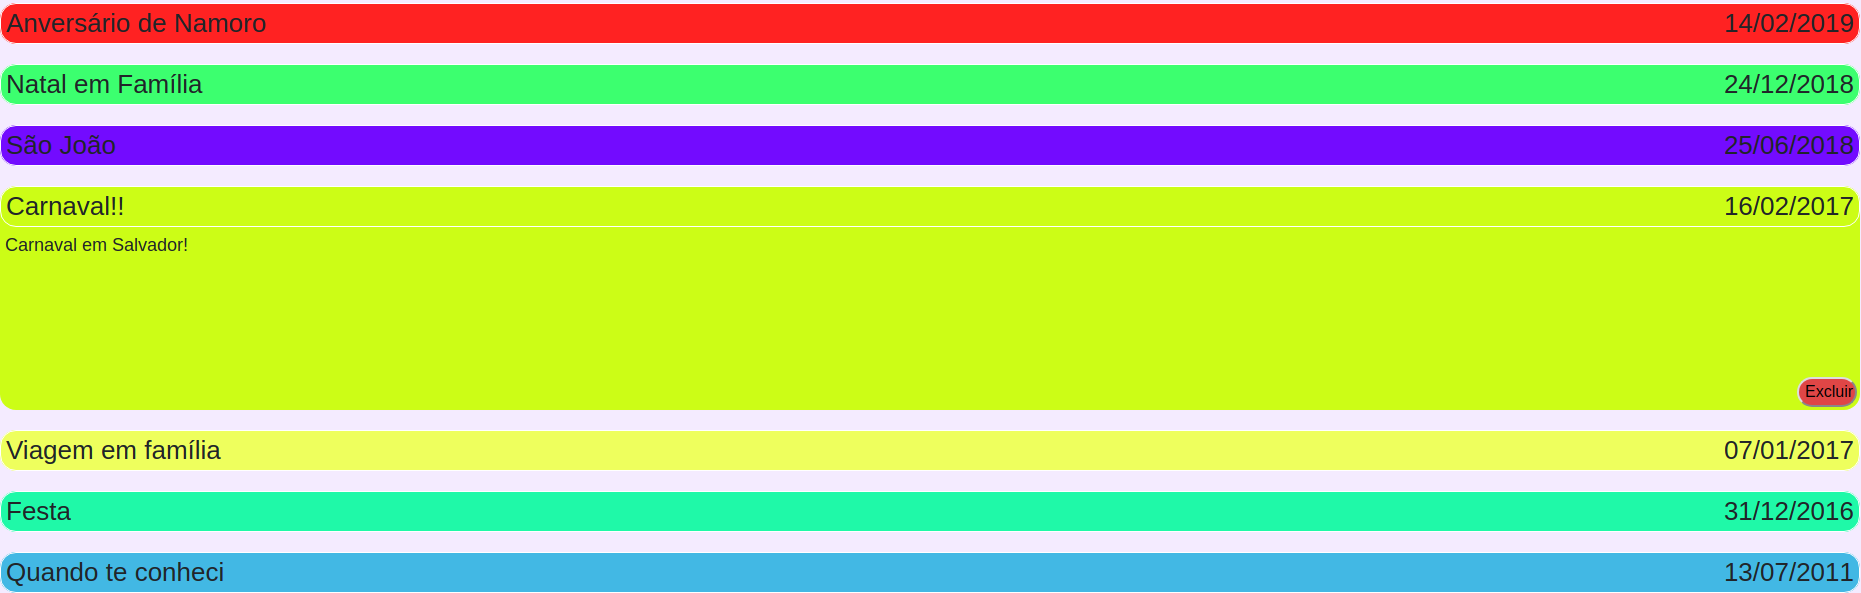 Anversário de Namoro 14/02/2019
Natal em Família 24/12/2018
São João 25/06/2018
Carnaval!! 16/02/2017
Carnaval em Salvador!
Excluir
Viagem em família 07/01/2017
Festa 31/12/2016
Quando te conheci 13/07/2011